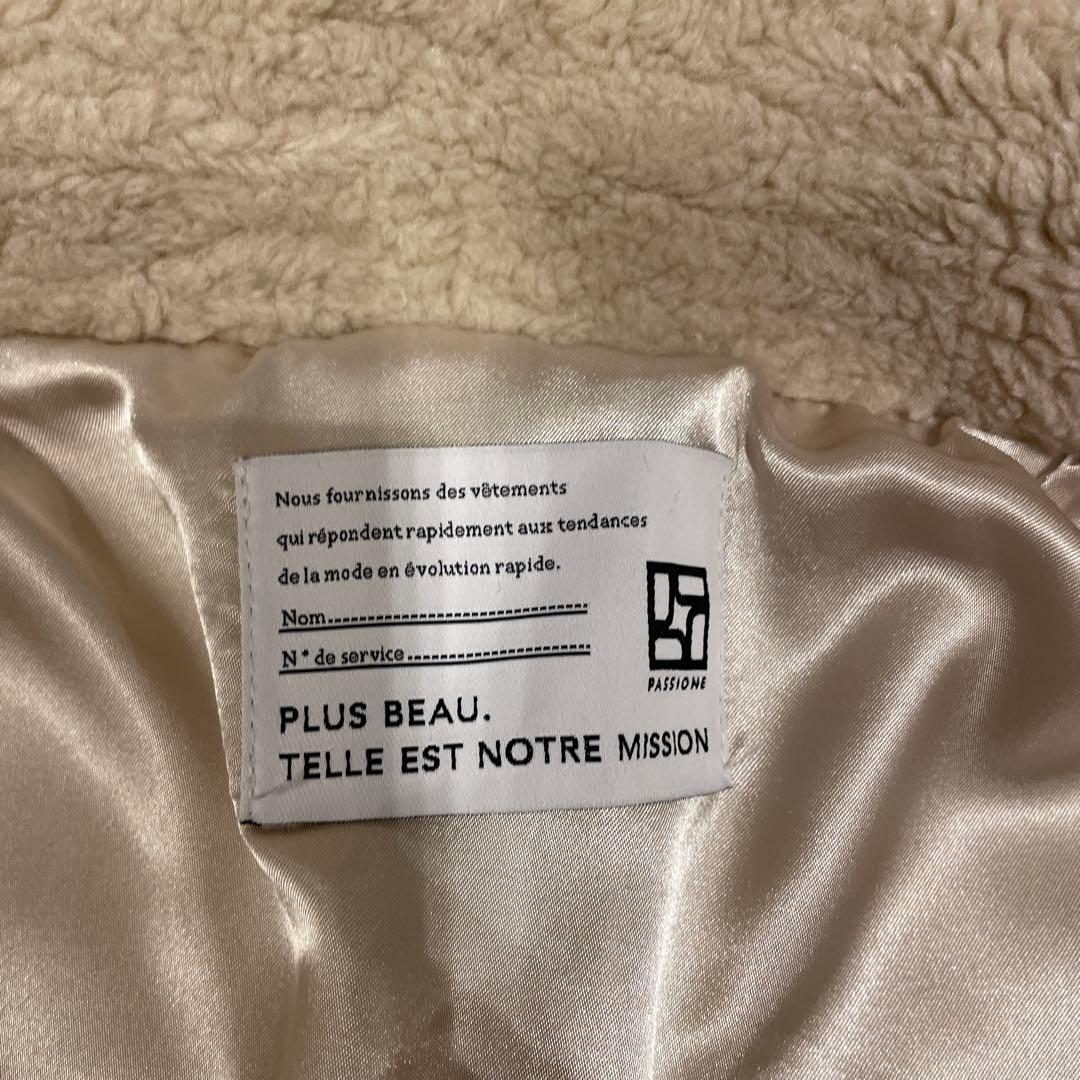 Nous fournissons des vêtements
qui répondent rapidement aux tendances
de la mode en évolution rapide.
Nom
N° de service
PASSIONE
PLUS BEAU.
TELLE EST NOTRE MISSION